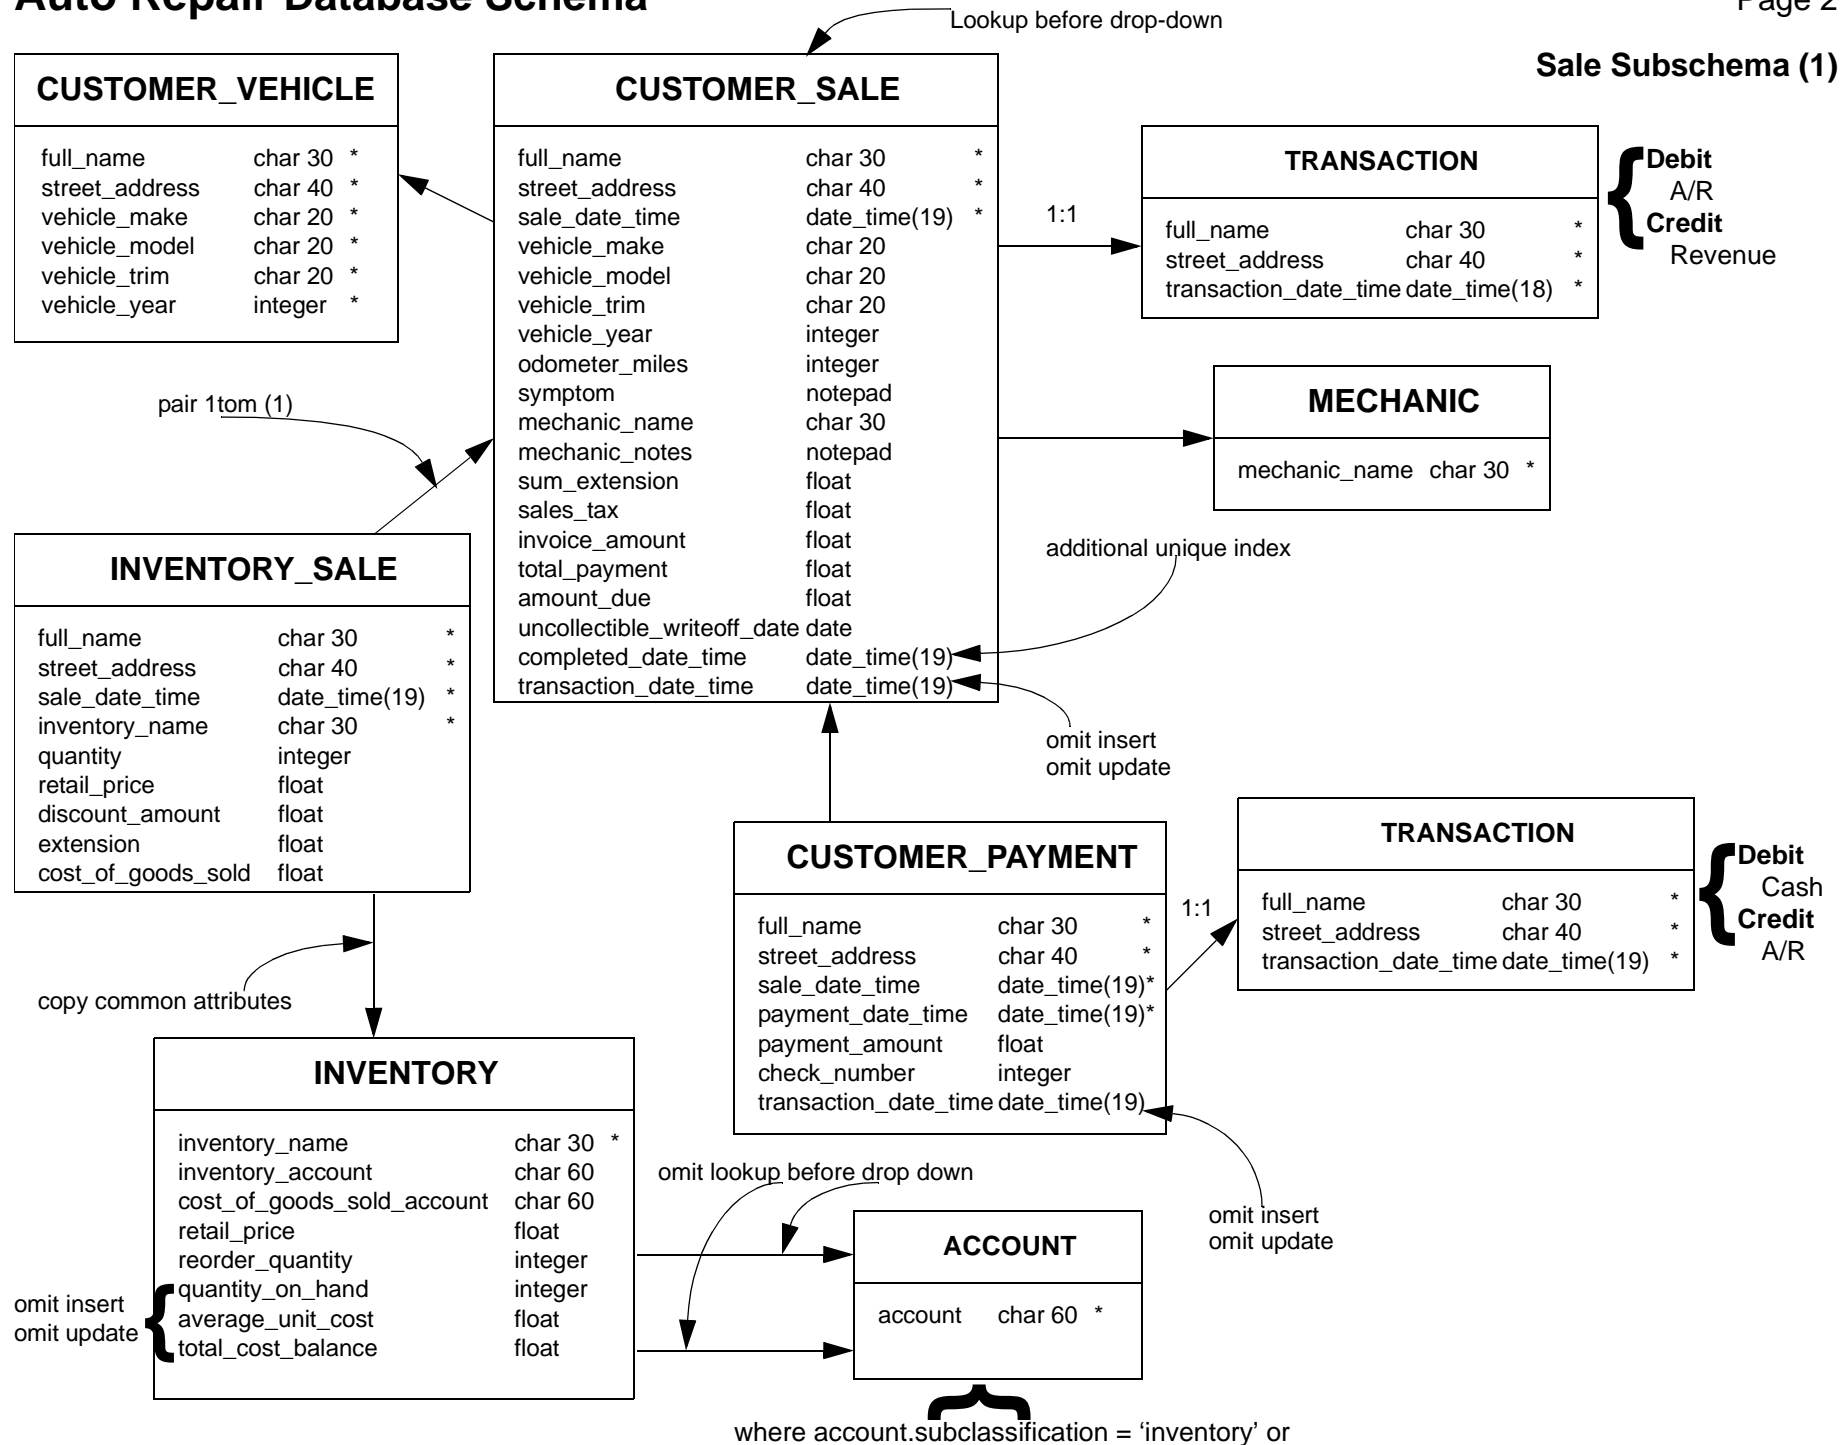 Auto Repair Database Schema
Page 2
Lookup before drop-down
Sale Subschema (1)
CUSTOMER_VEHICLE
full_name char 30 *
street_address char 40 *
vehicle_make char 20 *
vehicle_model char 20 *
vehicle_trim char 20 *
vehicle_year integer *
CUSTOMER_SALE
full_name char 30 *
street_address char 40 *
sale_date_time date_time(19) *
vehicle_make char 20
vehicle_model char 20
vehicle_trim char 20
vehicle_year integer
odometer_miles integer
symptom notepad
mechanic_name char 30
mechanic_notes notepad
sum_extension float
sales_tax float
invoice_amount float
total_payment float
amount_due float
uncollectible_writeoff_date date
completed_date_time date_time(19)
transaction_date_time date_time(19)
1:1
TRANSACTION
full_name char 30 *
street_address char 40 *
transaction_date_time date_time(18) *
Debit
A/R
Credit
Revenue
MECHANIC
mechanic_name char 30 *
pair 1tom (1)
additional unique index
omit insert
omit update
INVENTORY_SALE
full_name char 30 *
street_address char 40 *
sale_date_time date_time(19) *
inventory_name char 30 *
quantity integer
retail_price float
discount_amount float
extension float
cost_of_goods_sold float
copy common attributes
CUSTOMER_PAYMENT
full_name char 30 *
street_address char 40 *
sale_date_time date_time(19)*
payment_date_time date_time(19)*
payment_amount float
check_number integer
transaction_date_time date_time(19)
1:1
TRANSACTION
full_name char 30 *
street_address char 40 *
transaction_date_time date_time(19) *
Debit
Cash
Credit
A/R
omit insert
omit update
INVENTORY
inventory_name char 30 *
inventory_account char 60
cost_of_goods_sold_account char 60
retail_price float
reorder_quantity integer
quantity_on_hand integer
average_unit_cost float
total_cost_balance float
omit insert
omit update
omit lookup before drop down
ACCOUNT
account char 60 *
where account.subclassification = ‘inventory’ or